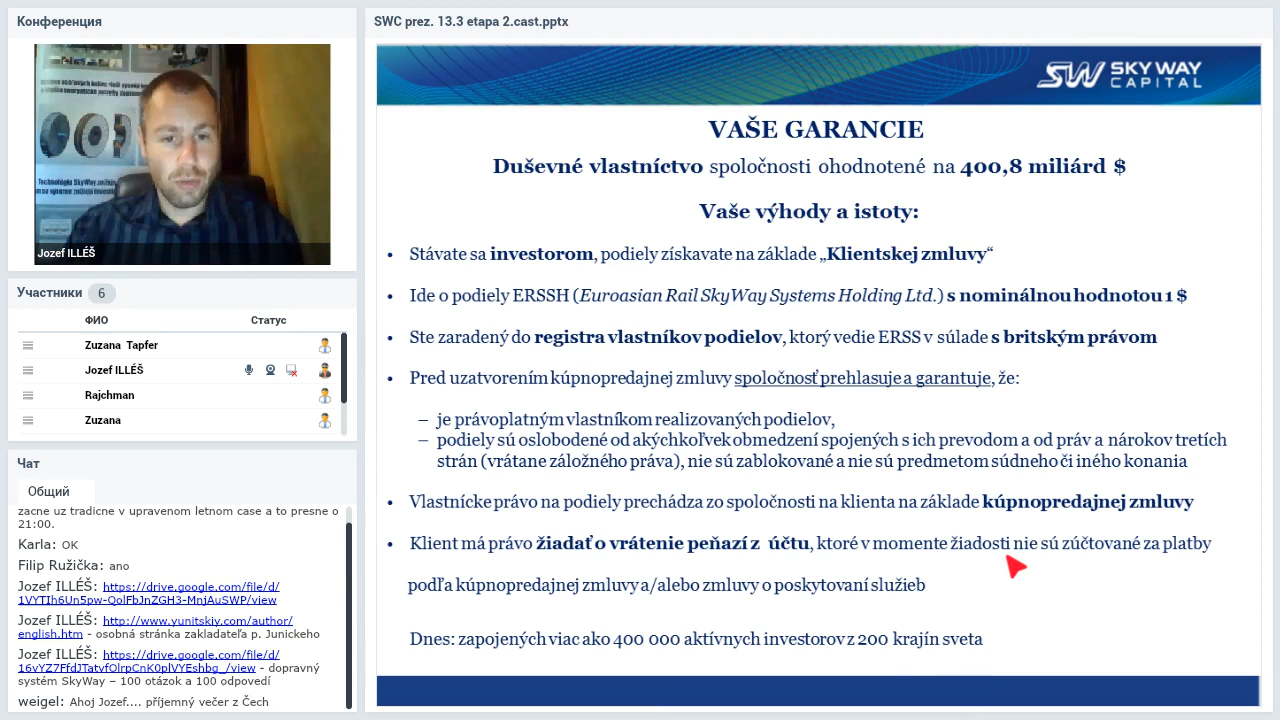 Конференция
Jozef ILLÉŠ
Участники 6
ФИО Статус
Zuzana Tapfer
Jozef ILLÉŠ
Rajchman
Zuzana
Чат
Общий
zacne uz tradicne v upravenom letnom case a to presne o
21:00.
Karla: OK
Filip Ružička: ano
Jozef ILLÉŠ: https://drive.google.com/file/d/
1VYTIh6Un5pw-QolFbJnZGH3-MnjAuSWP/view
Jozef ILLÉŠ: http://www.yunitskiy.com/author/
english.htm - osobná stránka zakladateľa p. Junickeho
Jozef ILLÉŠ: https://drive.google.com/file/d/
16vYZ7FfdJTatvfOlrpCnK0plVYEshbg_/view - dopravný
systém SkyWay – 100 otázok a 100 odpovedí
weigel: Ahoj Jozef.... příjemný večer z Čech
SWC prez. 13.3 etapa 2.cast.pptx
SW SKY WAY
CAPITAL
VAŠE GARANCIE
Duševné vlastníctvo spoločnosti ohodnotené na 400,8 miliárd $
Vaše výhody a istoty:
• Stávate sa investorom, podiely získavate na základe „Klientskej zmluvy“
• Ide o podiely ERSSH (Euroasian Rail SkyWay Systems Holding Ltd.) s nominálnou hodnotou 1 $
• Ste zaradený do registra vlastníkov podielov, ktorý vedie ERSS v súlade s britským právom
• Pred uzatvorením kúpnopredajnej zmluvy spoločnosť prehlasuje a garantuje, že:
– je právoplatným vlastníkom realizovaných podielov,
– podiely sú oslobodené od akýchkoľvek obmedzení spojených s ich prevodom a od práv a nárokov tretích
strán (vrátane záložného práva), nie sú zablokované a nie sú predmetom súdneho či iného konania
• Vlastnícke právo na podiely prechádza zo spoločnosti na klienta na základe kúpnopredajnej zmluvy
• Klient má právo žiadať o vrátenie peňazí z účtu, ktoré v momente žiadosti nie sú zúčtované za platby
podľa kúpnopredajnej zmluvy a/alebo zmluvy o poskytovaní služieb
Dnes: zapojených viac ako 400 000 aktívnych investorov z 200 krajín sveta